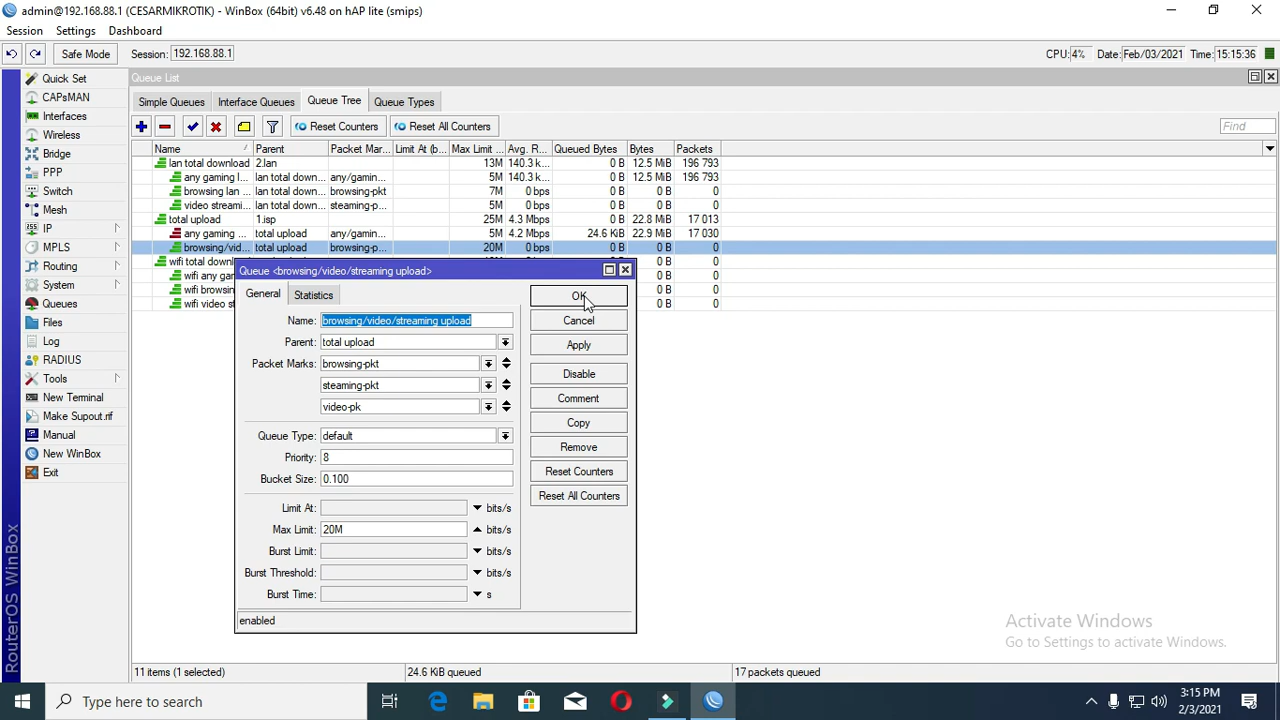 admin@192.168.88.1 (CESARMIKROTIK) - WinBox (64bit) v6.48 on hAP lite (smips)
Session Settings Dashboard
Safe Mode Session: 192.168.88.1 CPU: 4% Date: Feb/03/2021 Time: 15:15:36
Quick Set
CAPsMAN
Interfaces
Wireless
Bridge
PPP
Switch
Mesh
IP
MPLS
Routing
System
Queues
Files
Log
RADIUS
Tools
New Terminal
Make Supout.rif
Manual
New WinBox
Exit
RouterOS WinBox
Queue List
Simple Queues Interface Queues Queue Tree Queue Types
Reset Counters Reset All Counters Find
Name Parent Packet Mar... Limit At (b... Max Limit ... Avg. R... Queued Bytes Bytes Packets
lan total download 2.lan 13M 140.3 k... 0 B 12.5 MiB 196 793
any gaming l... lan total down... any/gamin... 5M 140.3 k... 0 B 12.5 MiB 196 793
browsing lan ... lan total down... browsing-pkt 7M 0 bps 0 B 0 B 0
video streami... lan total down... steaming-p... 5M 0 bps 0 B 0 B 0
total upload 1.isp 25M 4.3 Mbps 0 B 22.8 MiB 17 013
any gaming ... total upload any/gamin... 5M 4.2 Mbps 24.6 KiB 22.9 MiB 17 030
browsing/vid... total upload browsing-p... 20M 0 bps 0 B 0 B 0
wifi total downl
wifi any gar 0 B 0 B 0
wifi browsin 0 B 0 B 0
wifi video st 0 B 0 B 0
Queue <browsing/video/streaming upload>
General Statistics
Name: browsing/video/streaming upload
Parent: total upload
Packet Marks: browsing-pkt
steaming-pkt
video-pk
Queue Type: default
Priority: 8
Bucket Size: 0.100
Limit At: bits/s
Max Limit: 20M bits/s
Burst Limit: bits/s
Burst Threshold: bits/s
Burst Time: s
enabled
OK
Cancel
Apply
Disable
Comment
Copy
Remove
Reset Counters
Reset All Counters
Activate Windows
Go to Settings to activate Windows.
11 items (1 selected) 24.6 KiB queued 17 packets queued
Type here to search
3:15 PM
2/3/2021